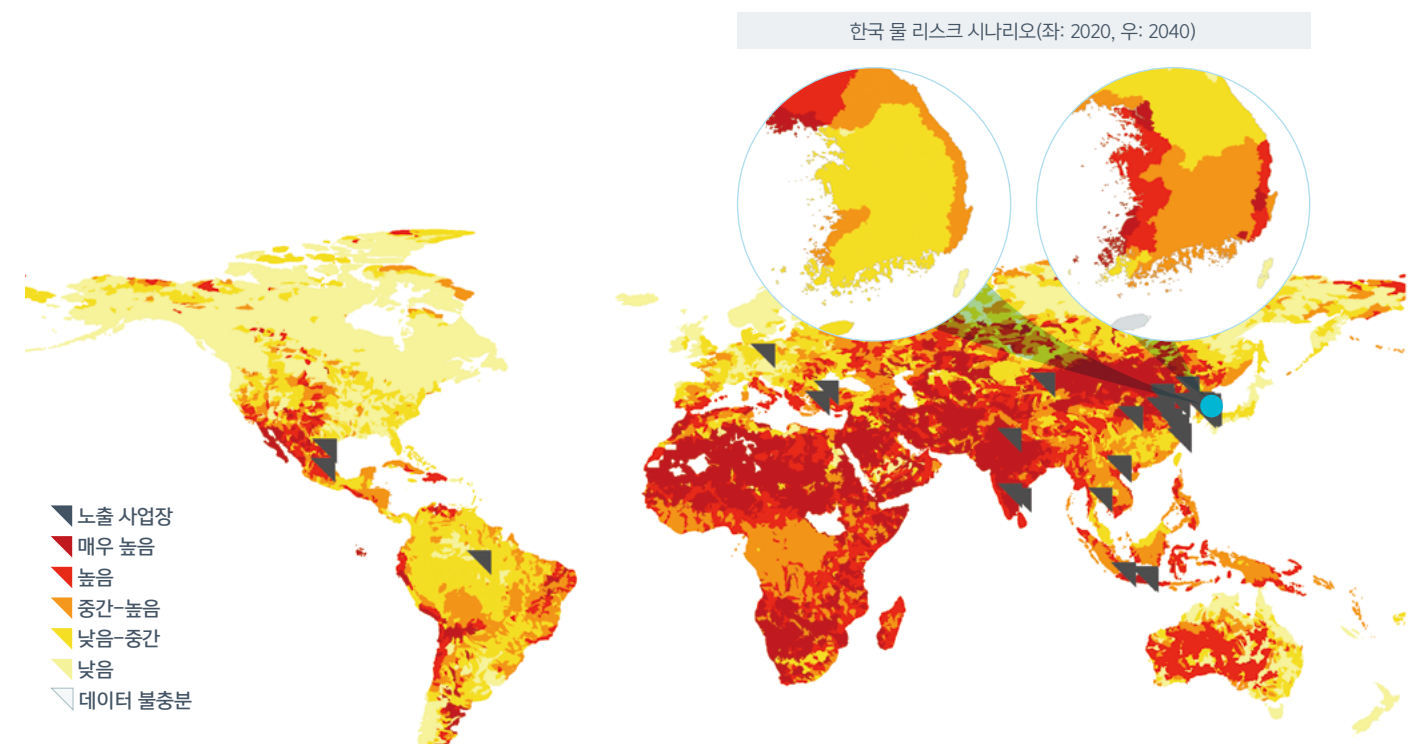 한국 물 리스크 시나리오(좌: 2020, 우: 2040)
노출 사업장
매우 높음
높음
중간-높음
낮음-중간
낮음
데이터 불충분